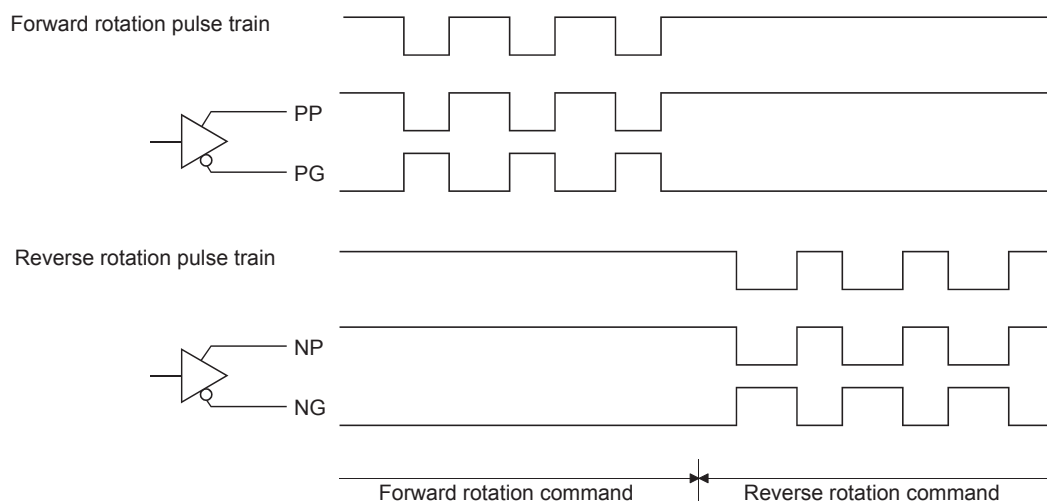 Forward rotation pulse train
PP
PG
Reverse rotation pulse train
NP
NG
Forward rotation command
Reverse rotation command